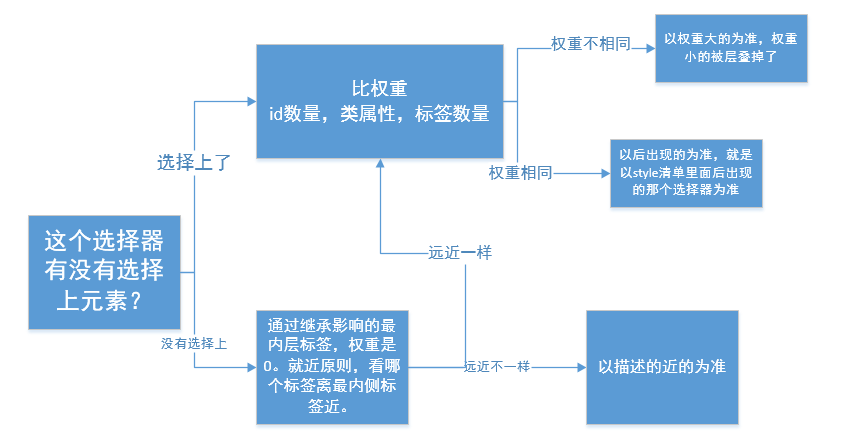 权重不相同
以权重大的为准，权重
小的被层叠掉了
比权重
id数量，类属性，标签数量
选择上了
权重相同
以后出现的为准，就是
以style清单里面后出现
的那个选择器为准
这个选择器
有没有选择
上元素？
远近一样
没有选择上
通过继承影响的最
内层标签，权重是
0。就近原则，看哪
个标签离最内侧标
签近。
远近不一样
以描述的近的为准